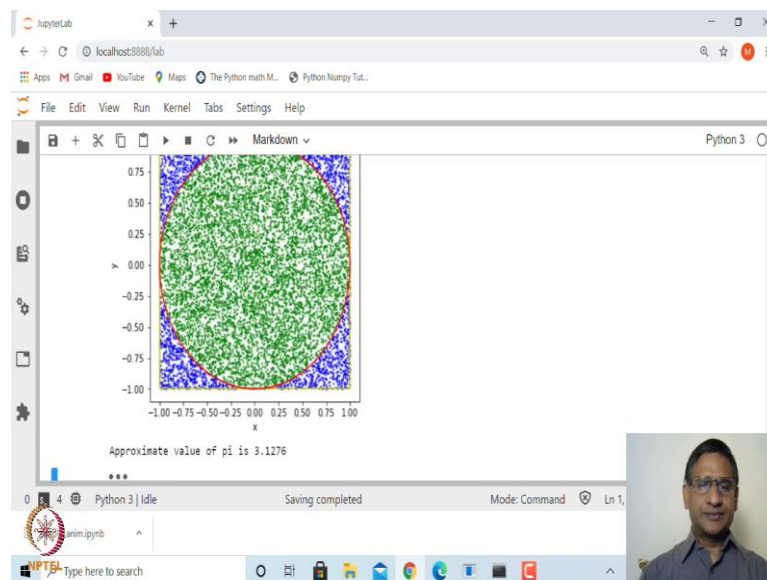 JupyterLab
localhost:8888/lab
Apps Gmail YouTube Maps The Python math M... Python Numpy Tut...
File Edit View Run Kernel Tabs Settings Help
Markdown Python 3
0.75
0.50
0.25
y 0.00
−0.25
−0.50
−0.75
−1.00
−1.00 −0.75 −0.50 −0.25 0.00 0.25 0.50 0.75 1.00
x
Approximate value of pi is 3.1276
0 4 Python 3 | Idle Saving completed Mode: Command Ln 1,
anim.ipynb
NPTEL Type here to search